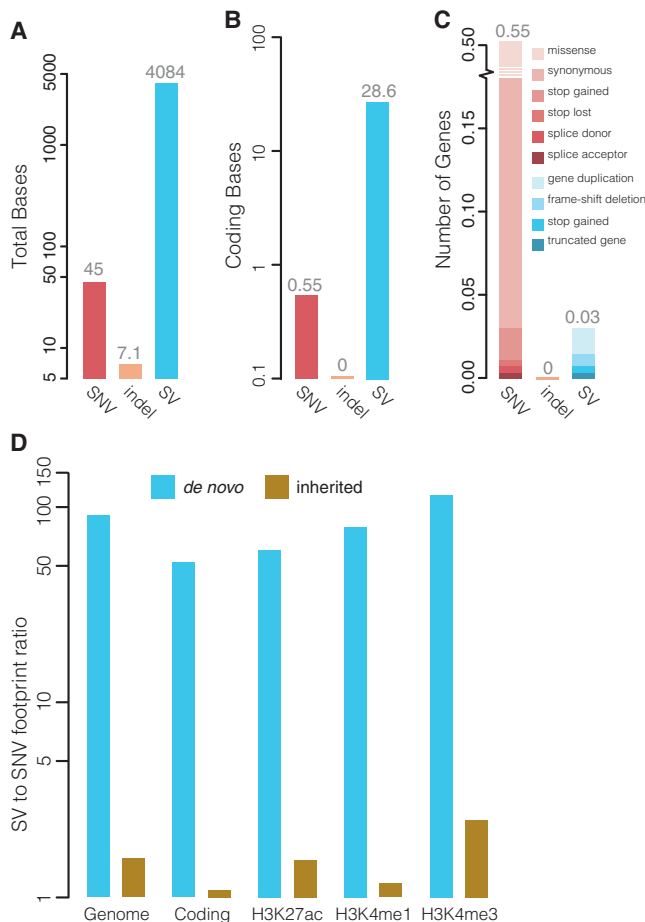 A
Total Bases
5000
1000
500
100
50
10
5
45
7.1
4084
SNV
indel
SV
B
Coding Bases
100
10
1
0.1
0.55
0
28.6
SNV
indel
SV
C
Number of Genes
0.50
0.15
0.10
0.05
0.00
0.55
0
0.03
SNV
indel
SV
missense
synonymous
stop gained
stop lost
splice donor
splice acceptor
gene duplication
frame-shift deletion
stop gained
truncated gene
D
SV to SNV footprint ratio
150
100
50
10
5
1
de novo
inherited
Genome
Coding
H3K27ac
H3K4me1
H3K4me3